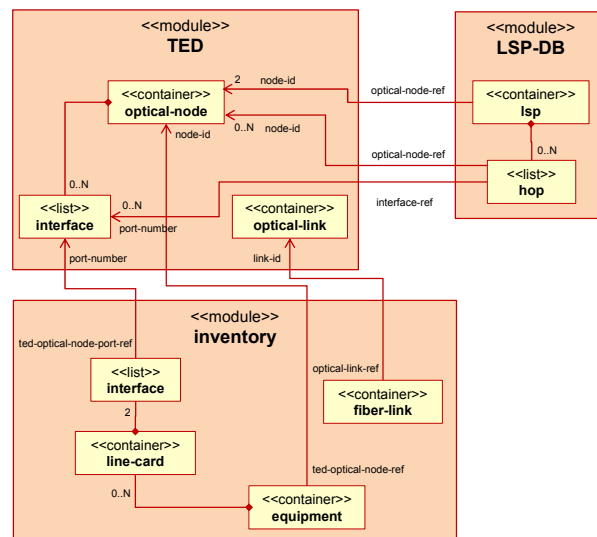 <<module>>
TED
<<module>>
LSP-DB
<<container>>
optical-node
2
node-id
optical-node-ref
<<container>>
lsp
node-id
0..N
node-id
optical-node-ref
0..N
<<list>>
hop
0..N
<<list>>
interface
0..N
port-number
interface-ref
<<container>>
optical-link
port-number
link-id
<<module>>
inventory
ted-optical-node-port-ref
<<list>>
interface
optical-link-ref
<<container>>
fiber-link
2
<<container>>
line-card
ted-optical-node-ref
0..N
<<container>>
equipment